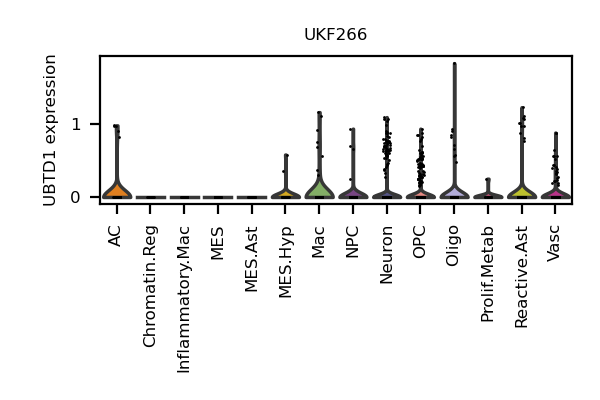 UKF266
UBTD1 expression
1
0
AC
Chromatin.Reg
Inflammatory.Mac
MES
MES.Ast
MES.Hyp
Mac
NPC
Neuron
OPC
Oligo
Prolif.Metab
Reactive.Ast
Vasc